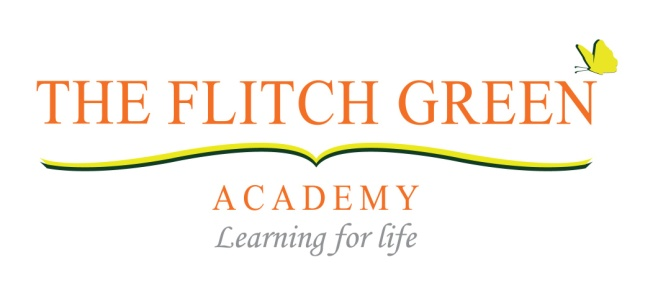 THE FLITCH GREEN
ACADEMY
Learning for life